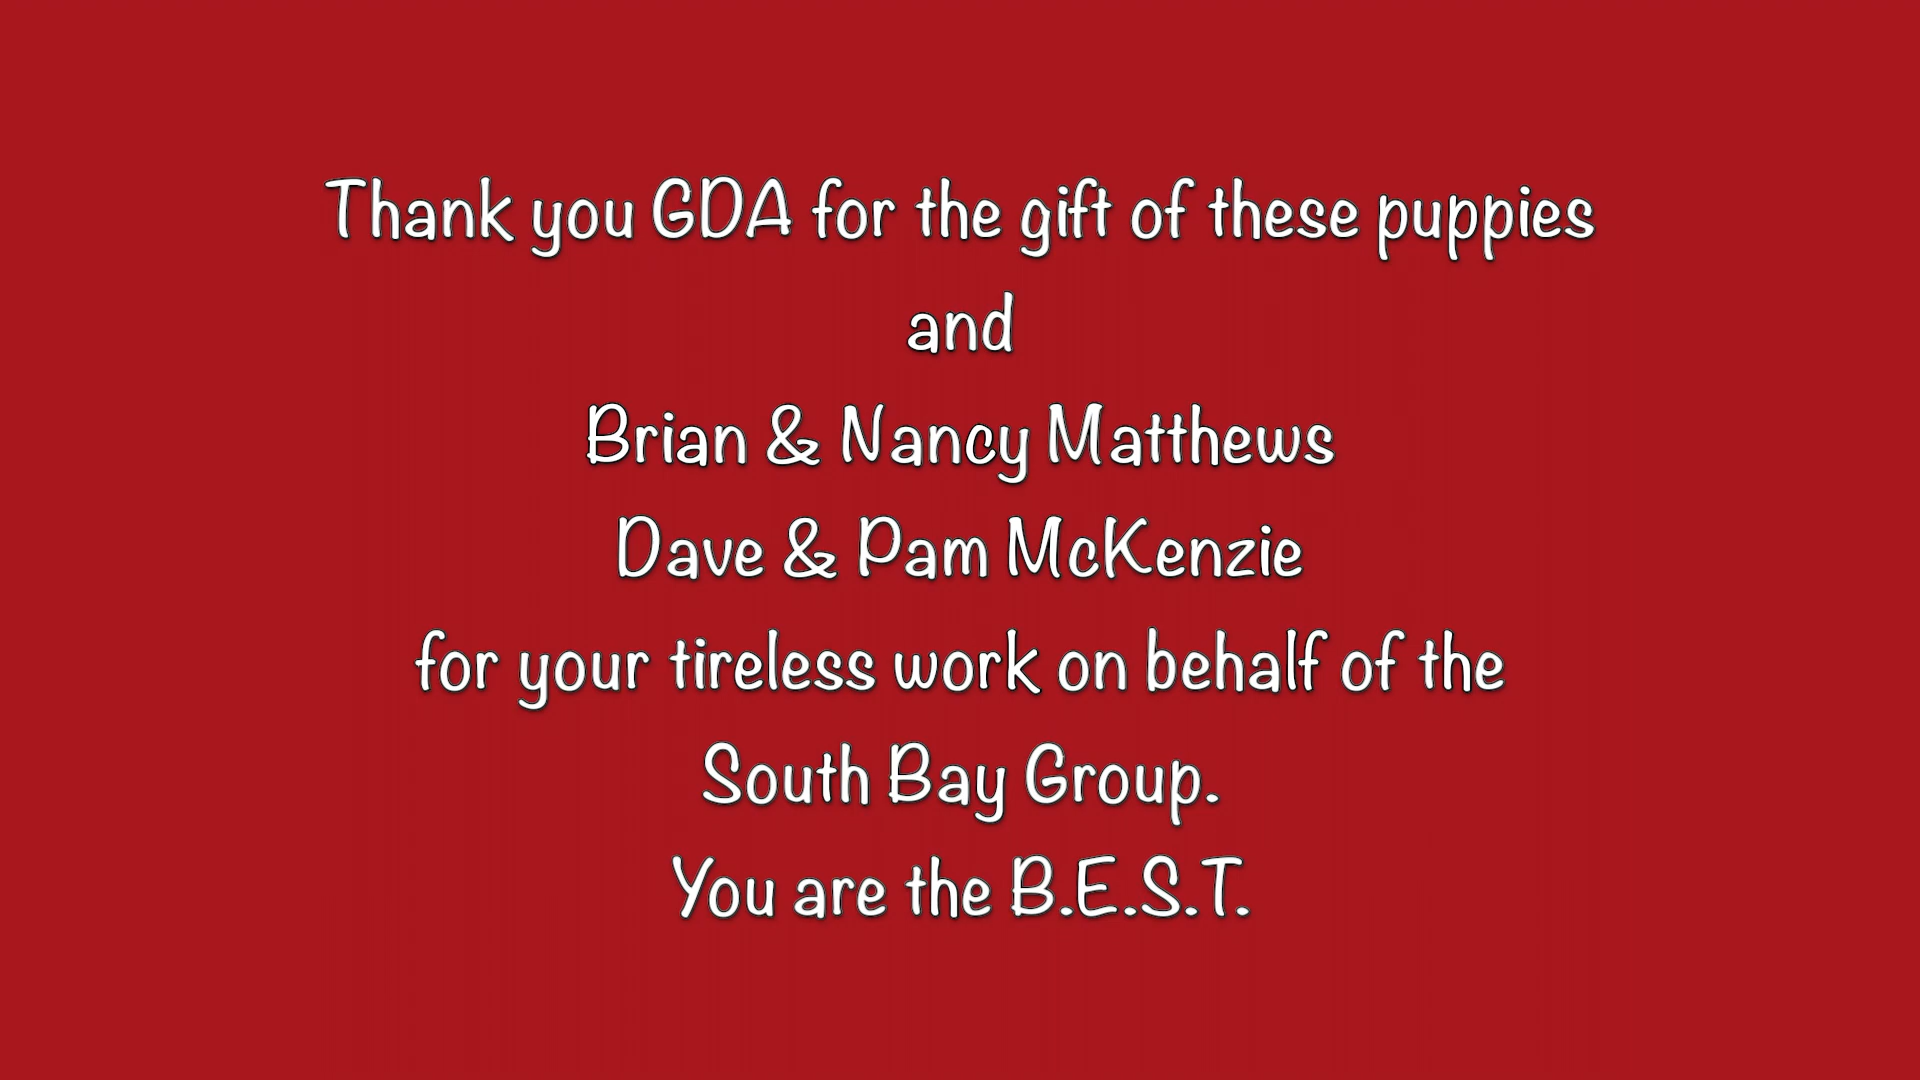 Thank you GDA for the gift of these puppies
and
Brian & Nancy Matthews
Dave & Pam McKenzie
for your tireless work on behalf of the
South Bay Group.
You are the B.E.S.T.